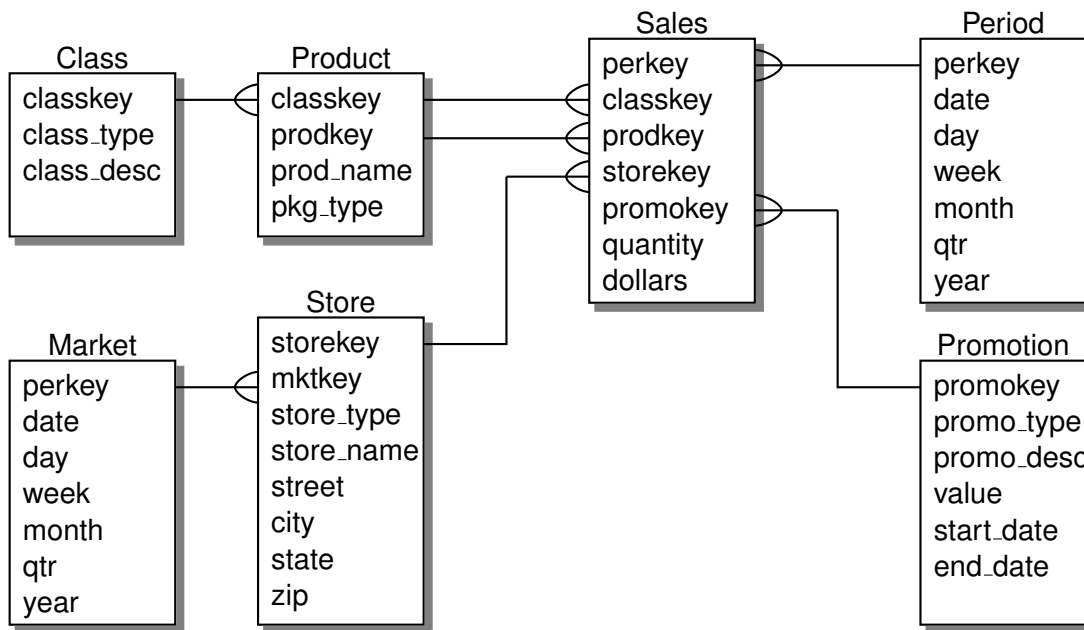 Class
classkey
class_type
class_desc
Product
classkey
prodkey
prod_name
pkg_type
Sales
perkey
classkey
prodkey
storekey
promokey
quantity
dollars
Period
perkey
date
day
week
month
qtr
year
Market
perkey
date
day
week
month
qtr
year
Store
storekey
mktkey
store_type
store_name
street
city
state
zip
Promotion
promokey
promo_type
promo_desc
value
start_date
end_date